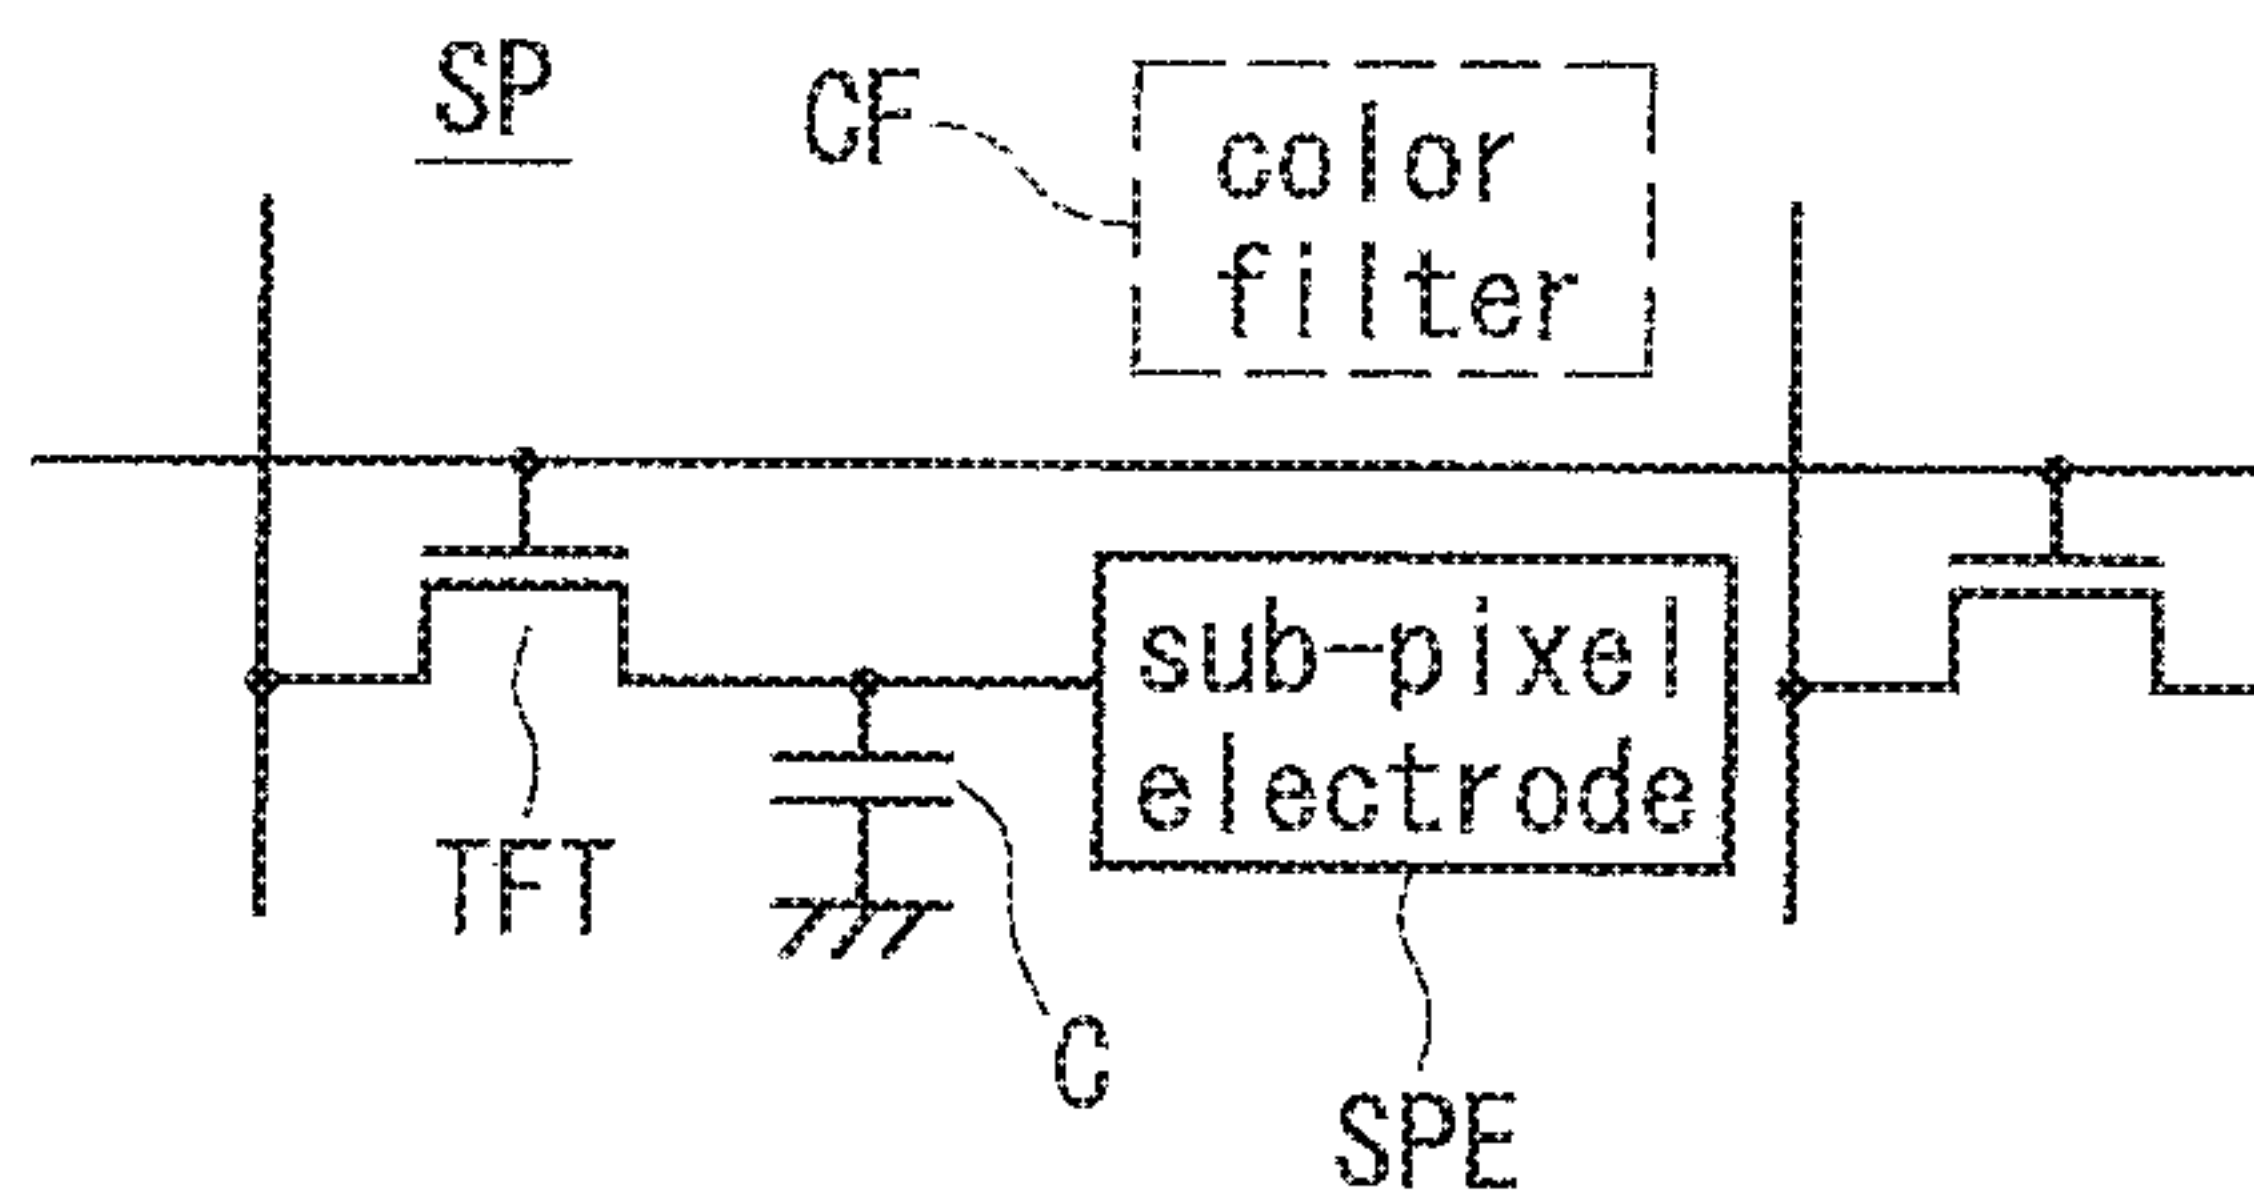 SP
CF
color
filter
sub-pixel
electrode
TFT
C
SPE